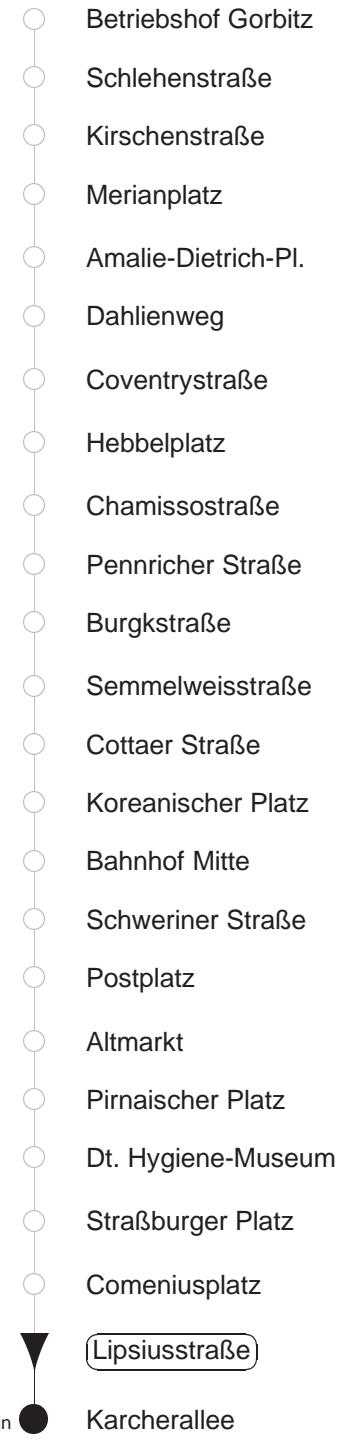 Betriebshof Gorbitz
Schlehenstraße
Kirschenstraße
Merianplatz
Amalie-Dietrich-Pl.
Dahlienweg
Coventrystraße
Hebbelplatz
Chamissostraße
Pennricher Straße
Burgkstraße
Semmelweisstraße
Cottaer Straße
Koreanischer Platz
Bahnhof Mitte
Schweriner Straße
Postplatz
Altmarkt
Pirnaischer Platz
Dt. Hygiene-Museum
Straßburger Platz
Comeniusplatz
Lipsiusstraße
Karcherallee